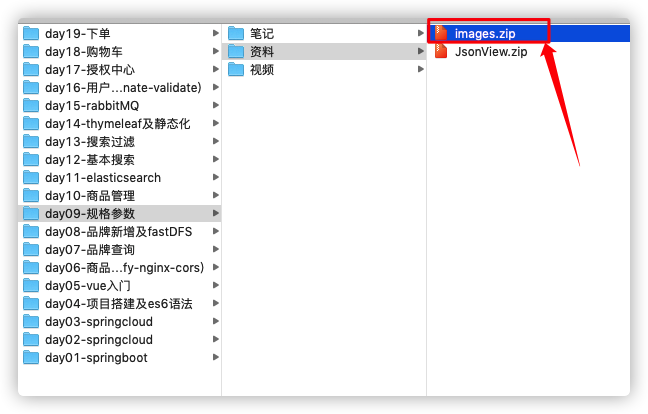 day19-下单
day18-购物车
day17-授权中心
day16-用户...nate-validate)
day15-rabbitMQ
day14-thymeleaf及静态化
day13-搜索过滤
day12-基本搜索
day11-elasticsearch
day10-商品管理
day09-规格参数
day08-品牌新增及fastDFS
day07-品牌查询
day06-商品...fy-nginx-cors)
day05-vue入门
day04-项目搭建及es6语法
day03-springcloud
day02-springcloud
day01-springboot
笔记
资料
视频
images.zip
JsonView.zip